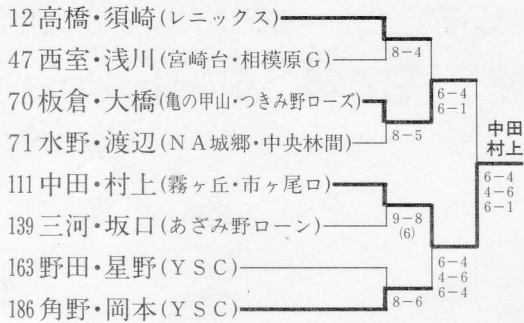 12 高橋・須崎(レニックス)
47 西室・浅川(宮崎台・相模原G)
8-4
70 板倉・大橋(亀の甲山・つきみ野ローズ)
71 水野・渡辺(NA城郷・中央林間)
8-5
6-4
6-1
111 中田・村上(霧ヶ丘・市ヶ尾ロ)
139 三河・坂口(あざみ野ローン)
9-8
(6)
163 野田・星野(YSC)
186 角野・岡本(YSC)
8-6
6-4
4-6
6-4
中田
村上
6-4
4-6
6-1